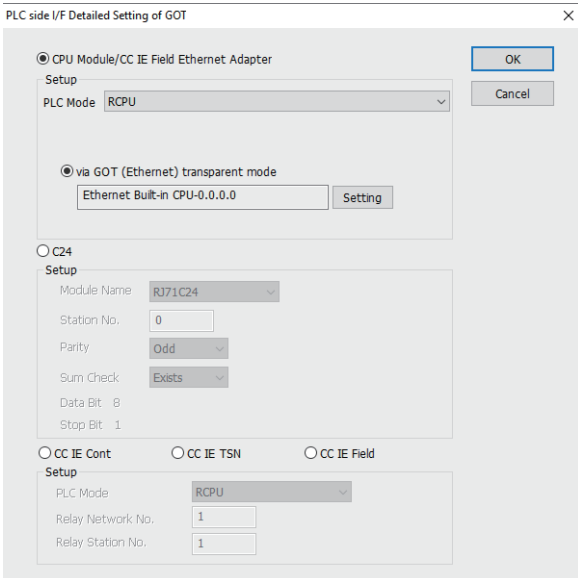 PLC side I/F Detailed Setting of GOT
CPU Module/CC IE Field Ethernet Adapter
OK
Setup
PLC Mode RCPU
Cancel
via GOT (Ethernet) transparent mode
Ethernet Built-in CPU-0.0.0.0
Setting
C24
Setup
Module Name RJ71C24
Station No. 0
Parity Odd
Sum Check Exists
Data Bit 8
Stop Bit 1
CC IE Cont CC IE TSN CC IE Field
Setup
PLC Mode RCPU
Relay Network No. 1
Relay Station No. 1